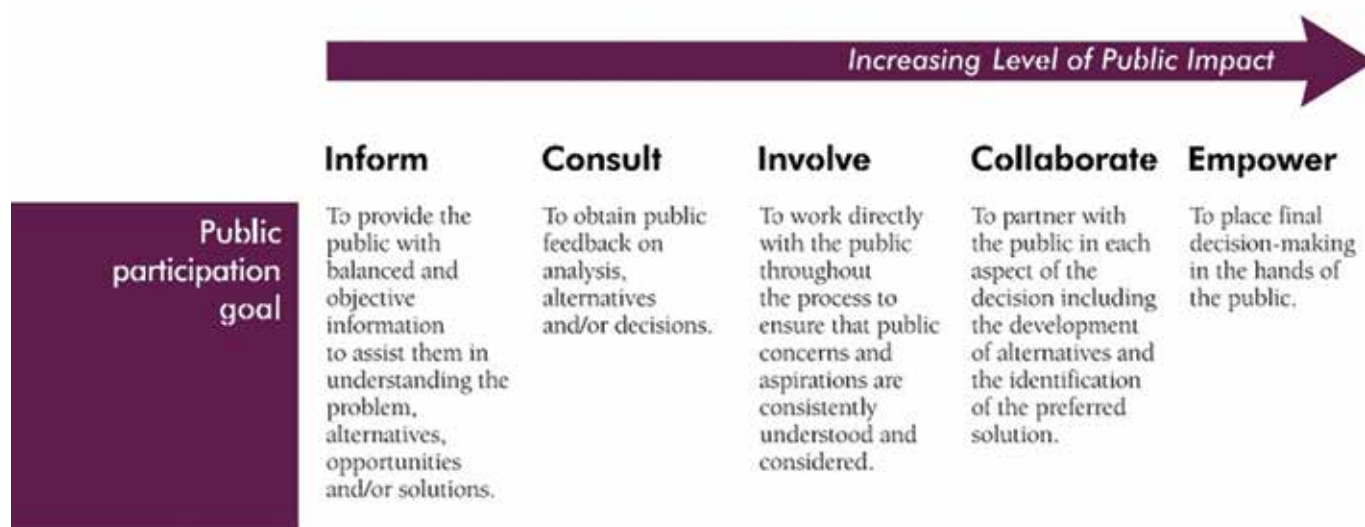 Increasing Level of Public Impact
Inform
Consult
Involve
Collaborate
Empower
Public
participation
goal
To provide the
public with
balanced and
objective
information
to assist them in
understanding the
problem,
alternatives,
opportunities
and/or solutions.
To obtain public
feedback on
analysis,
alternatives
and/or decisions.
To work directly
with the public
throughout
the process to
ensure that public
concerns and
aspirations are
consistently
understood and
considered.
To partner with
the public in each
aspect of the
decision including
the development
of alternatives and
the identification
of the preferred
solution.
To place final
decision-making
in the hands of
the public.